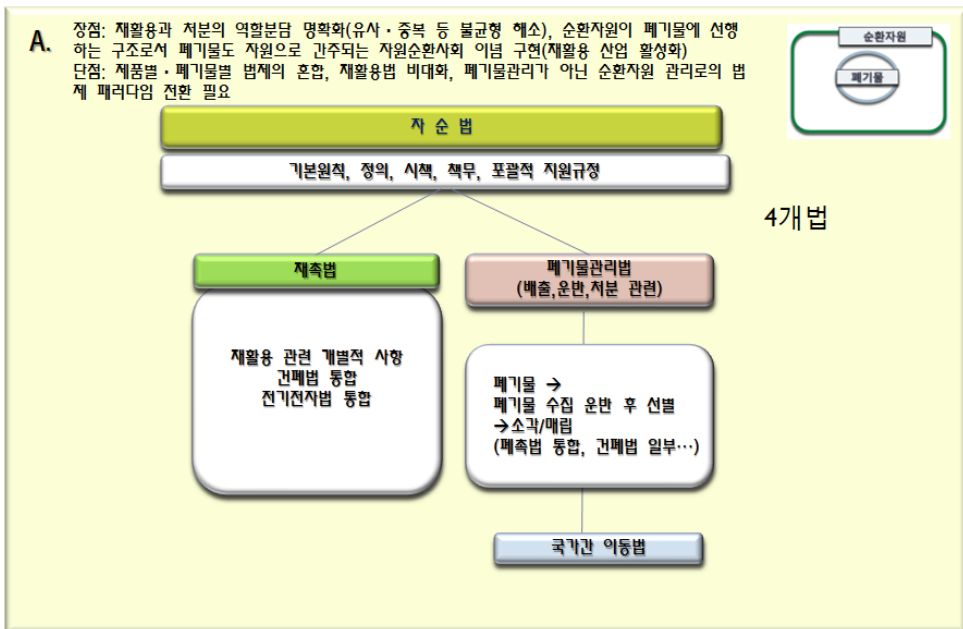 A.
장점: 재활용과 처분의 역할분담 명확화(유사·중복 등 불균형 해소), 순환자원이 폐기물에 선행
하는 구조로서 폐기물도 자원으로 간주되는 자원순환사회 이념 구현(재활용 산업 활성화)
단점: 제품별·폐기물별 법제의 혼합, 재활용법 비대화, 폐기물관리가 아닌 순환자원 관리로의 법
제 패러다임 전환 필요
순환자원
폐기물
자 순 법
기본원칙, 정의, 시책, 책무, 포괄적 지원규정
4개법
재촉법
폐기물관리법
(배출,운반,처분 관련)
재활용 관련 개별적 사항
건폐법 통합
전기전자법 통합
폐기물 →
폐기물 수집 운반 후 선별
→소각/매립
(폐촉법 통합, 건폐법 일부…)
국가간 이동법